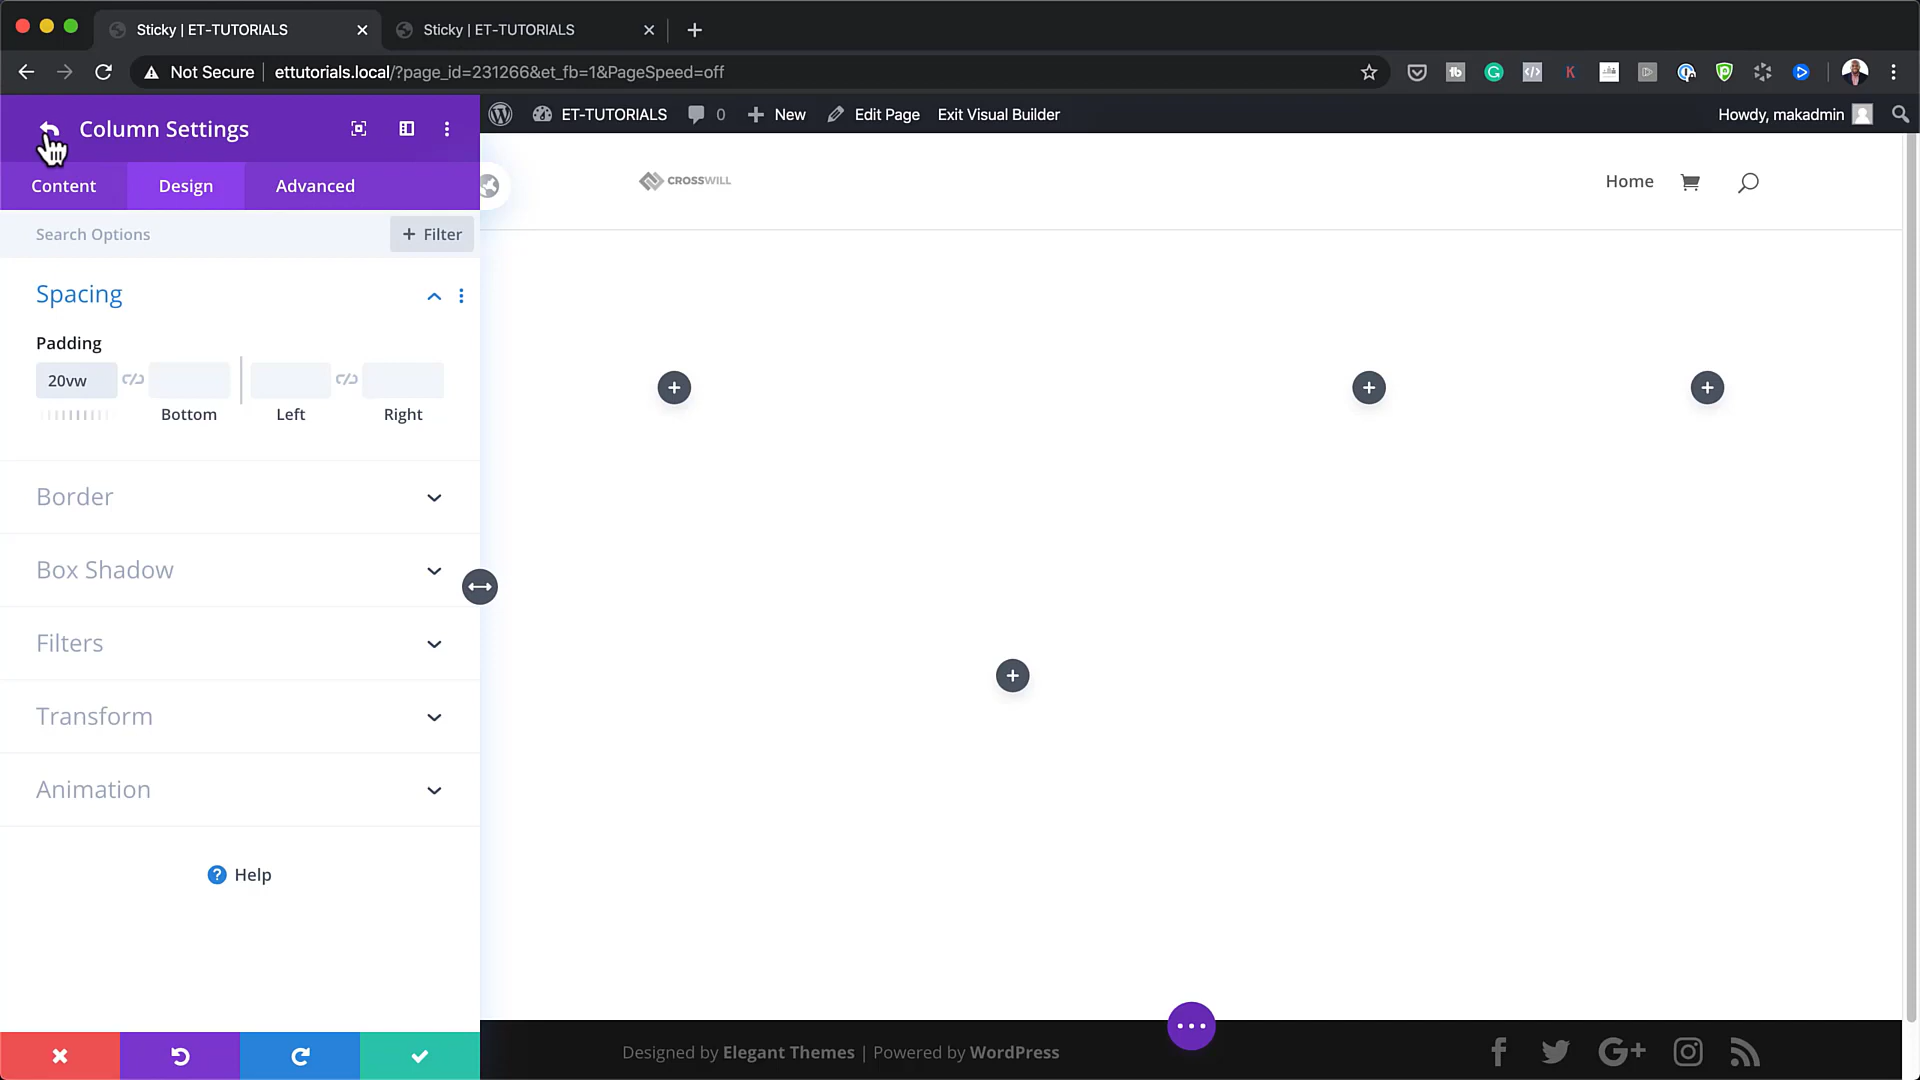 Sticky | ET-TUTORIALS
Sticky | ET-TUTORIALS
Not Secure
ettutorials.local/?page_id=231266&et_fb=1&PageSpeed=off
ET-TUTORIALS
0
New
Edit Page
Exit Visual Builder
Howdy, makadmin
Column Settings
Content
Design
Advanced
Search Options
+ Filter
CROSSWILL
Home
Spacing
Padding
20vw
Bottom
Left
Right
Border
Box Shadow
Filters
Transform
Animation
Help
Designed by Elegant Themes | Powered by WordPress